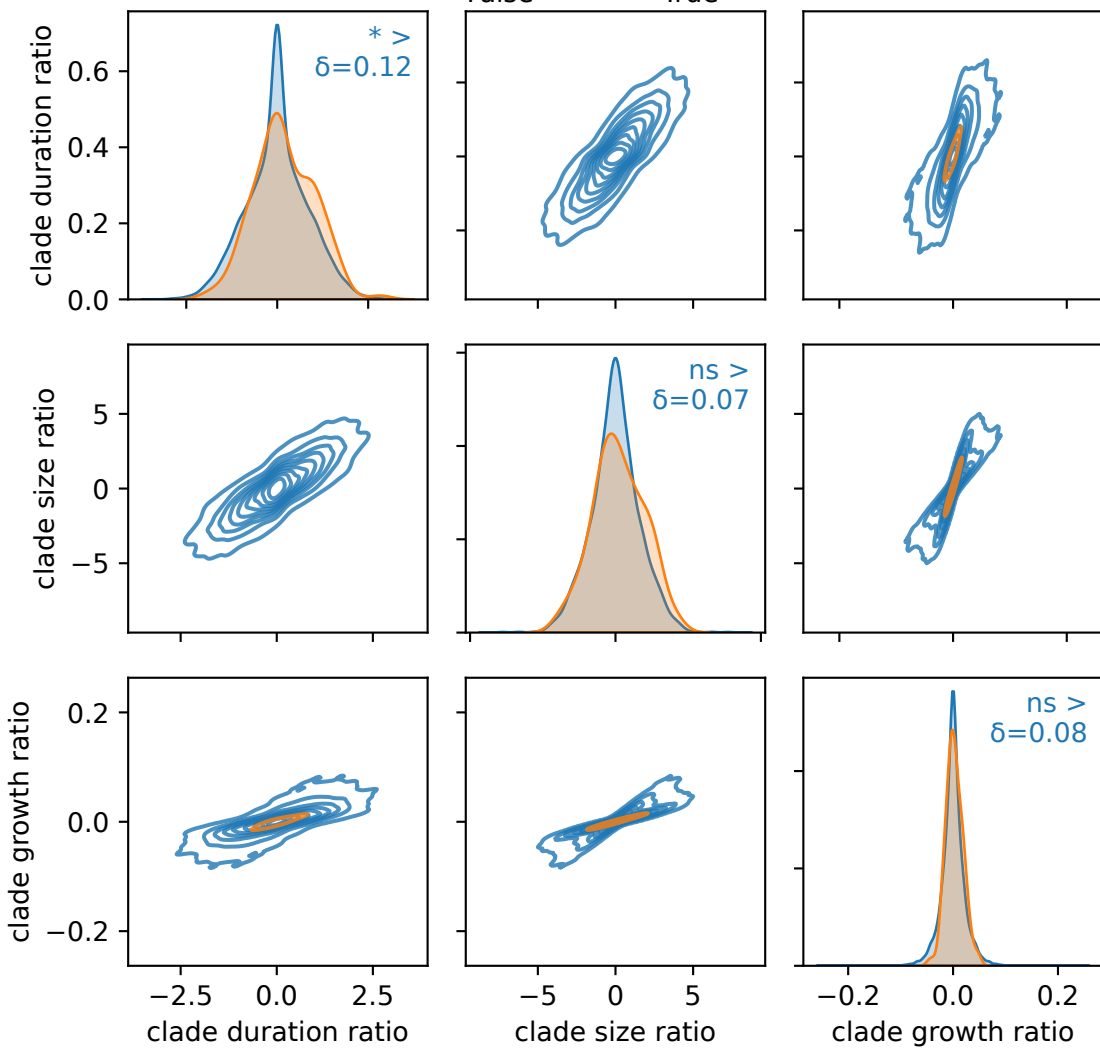 clade duration ratio
0.6
0.4
0.2
0.0
* >
δ=0.12
clade size ratio
5
0
−5
ns >
δ=0.07
clade growth ratio
0.2
0.0
−0.2
ns >
δ=0.08
−2.5 0.0 2.5
−5 0 5
−0.2 0.0 0.2
clade duration ratio
clade size ratio
clade growth ratio